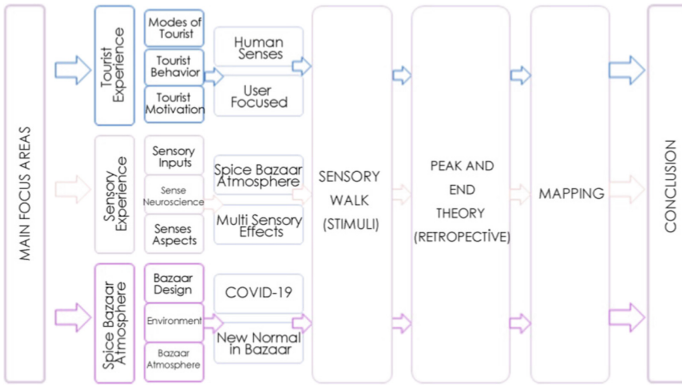 MAIN FOCUS AREAS
Tourist
Experience
Modes of
Tourist
Tourist
Behavior
Tourist
Motivation
Human
Senses
User
Focused
Sensory
Experience
Sensory
Inputs
Sense
Neuroscience
Senses
Aspects
Spice Bazaar
Atmosphere
Multi Sensory
Effects
Spice Bazaar
Atmosphere
Bazaar
Design
Environment
Bazaar
Atmosphere
COVID-19
New Normal
in Bazaar
SENSORY
WALK
(STIMULI)
PEAK AND
END
THEORY
(RETROPECTİVE)
MAPPING
CONCLUSION